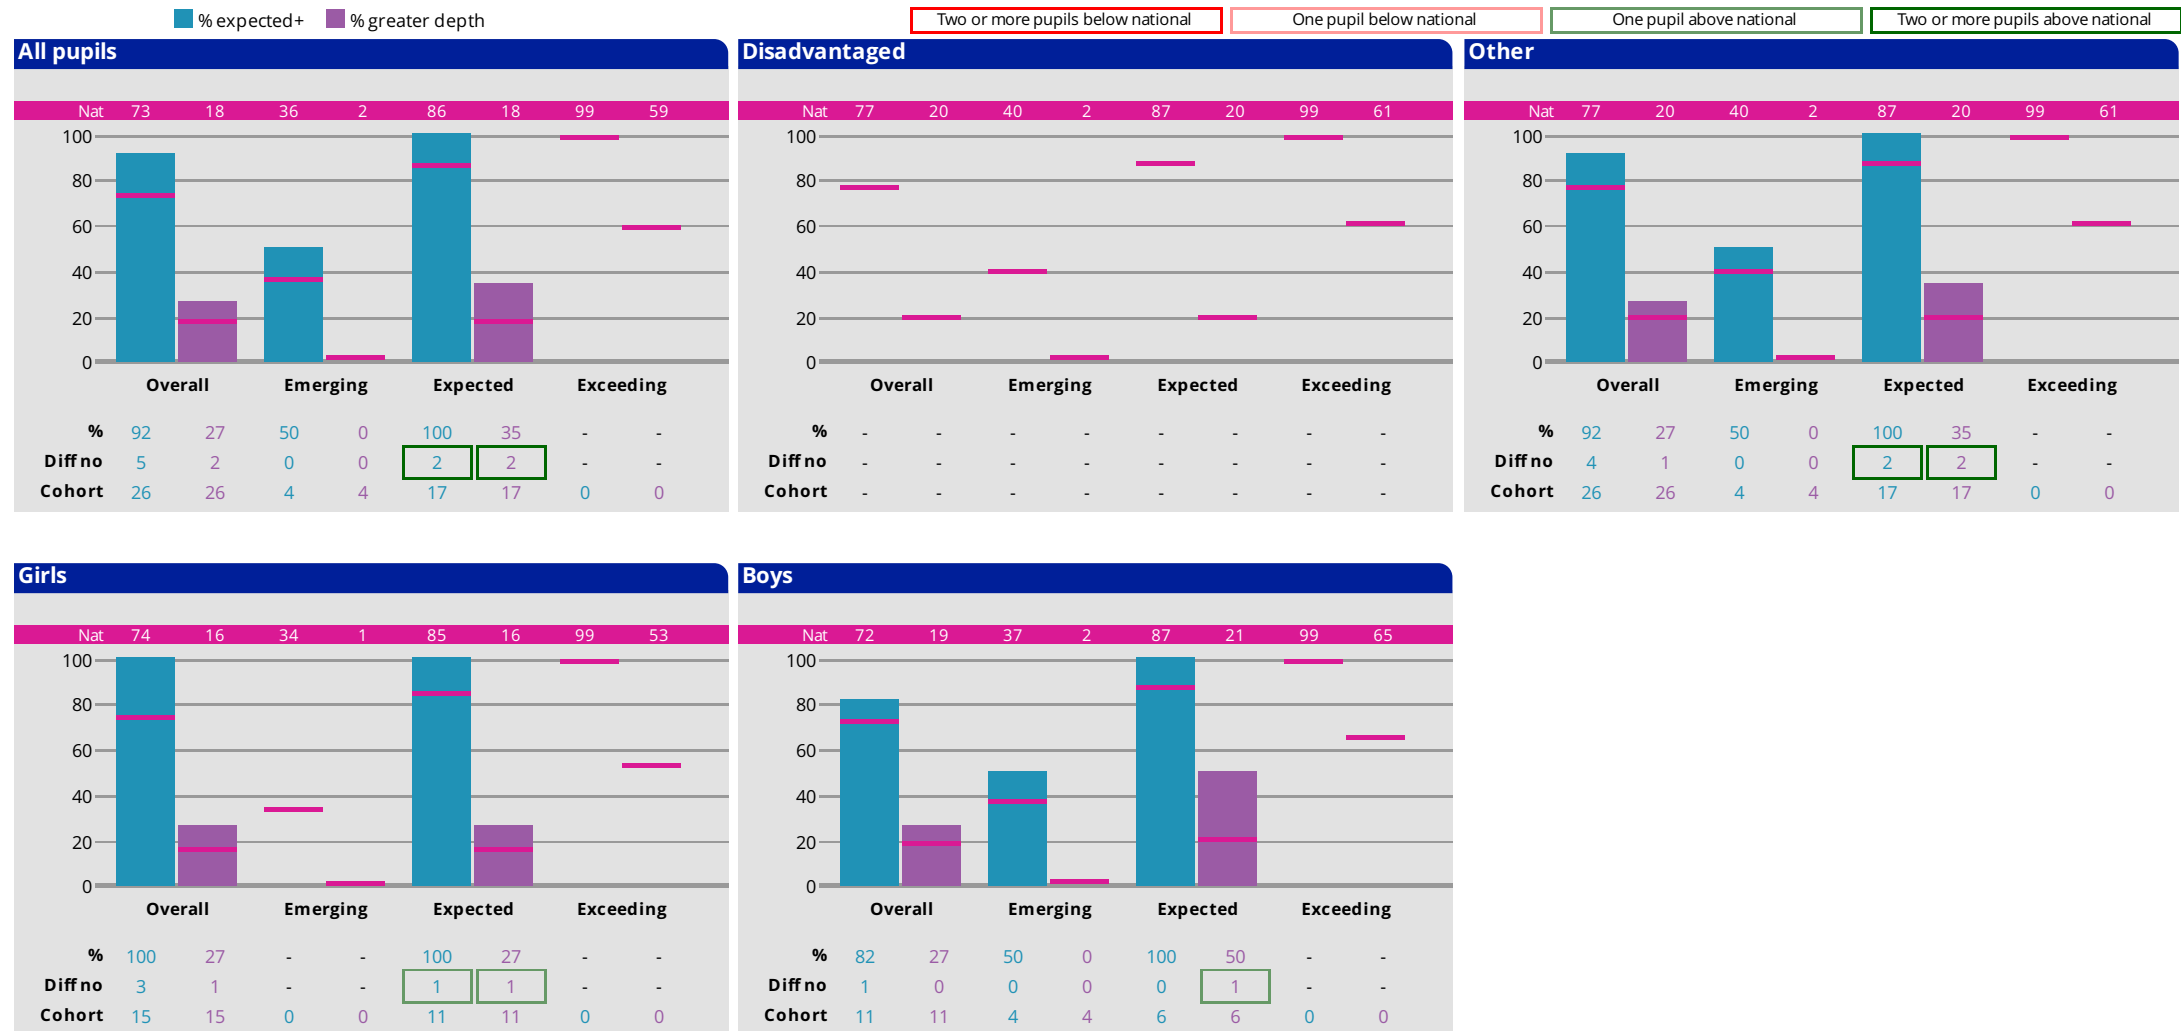 % expected+ % greater depth Two or more pupils below national One pupil below national One pupil above national Two or more pupils above national
All pupils
Nat 73 18 36 2 86 18 99 59
100
80
60
40
20
0
Overall Emerging Expected Exceeding
% 92 27 50 0 100 35 - -
Diff no 5 2 0 0 2 2 - -
Cohort 26 26 4 4 17 17 0 0
Disadvantaged
Nat 77 20 40 2 87 20 99 61
100
80
60
40
20
0
Overall Emerging Expected Exceeding
% - - - - - - - -
Diff no - - - - - - - -
Cohort - - - - - - - -
Other
Nat 77 20 40 2 87 20 99 61
100
80
60
40
20
0
Overall Emerging Expected Exceeding
% 92 27 50 0 100 35 - -
Diff no 4 1 0 0 2 2 - -
Cohort 26 26 4 4 17 17 0 0
Girls
Nat 74 16 34 1 85 16 99 53
100
80
60
40
20
0
Overall Emerging Expected Exceeding
% 100 27 - - 100 27 - -
Diff no 3 1 - - 1 1 - -
Cohort 15 15 0 0 11 11 0 0
Boys
Nat 72 19 37 2 87 21 99 65
100
80
60
40
20
0
Overall Emerging Expected Exceeding
% 82 27 50 0 100 50 - -
Diff no 1 0 0 0 0 1 - -
Cohort 11 11 4 4 6 6 0 0